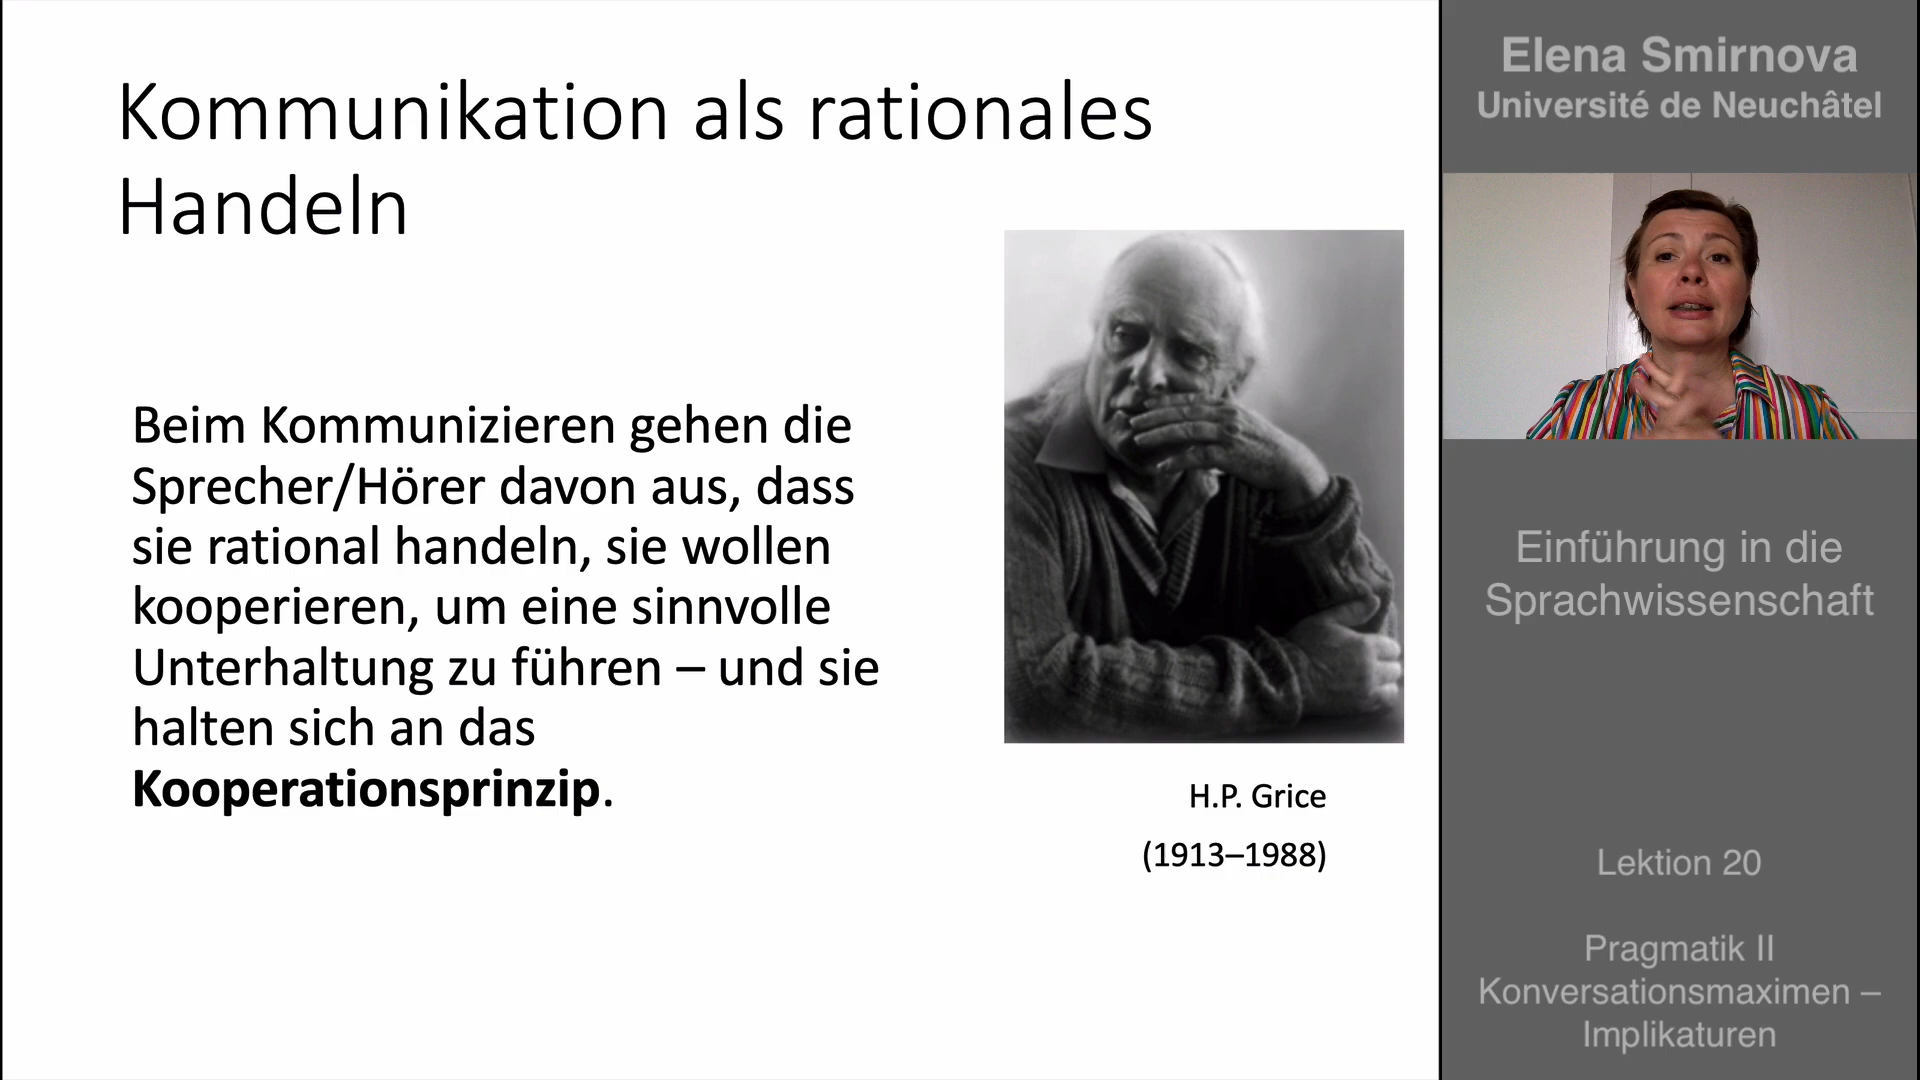 Kommunikation als rationales
Handeln
Beim Kommunizieren gehen die
Sprecher/Hörer davon aus, dass
sie rational handeln, sie wollen
kooperieren, um eine sinnvolle
Unterhaltung zu führen – und sie
halten sich an das
Kooperationsprinzip.
H.P. Grice
(1913–1988)
Elena Smirnova
Université de Neuchâtel
Einführung in die
Sprachwissenschaft
Lektion 20
Pragmatik II
Konversationsmaximen –
Implikaturen